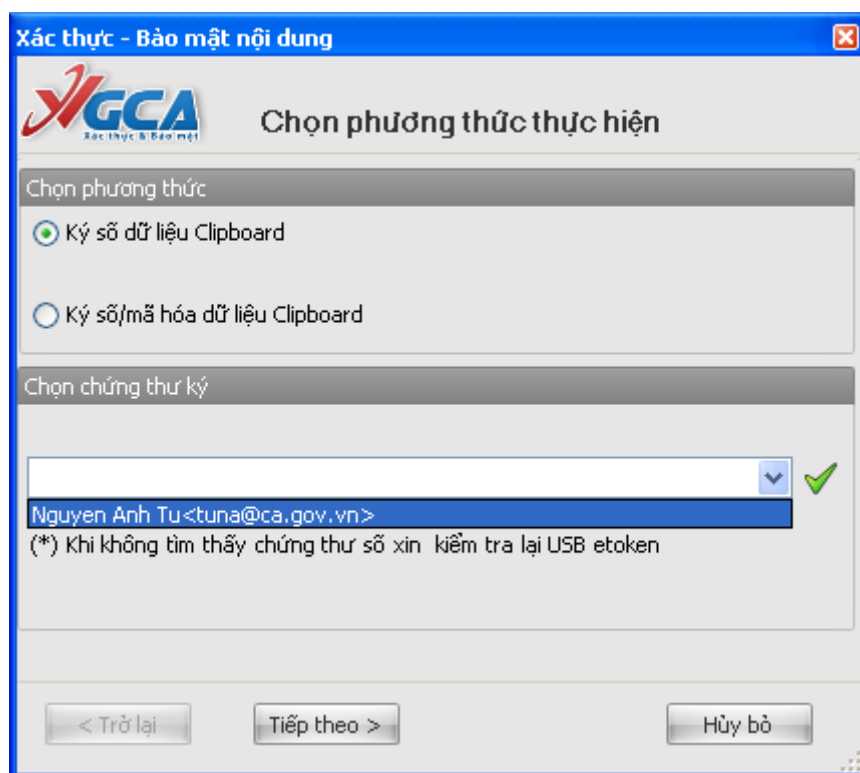 Xác thực - Bảo mật nội dung
VGCA
Xác thực & Bảo mật
Chọn phương thức thực hiện
Chọn phương thức
Ký số dữ liệu Clipboard
Ký số/mã hóa dữ liệu Clipboard
Chọn chứng thư ký
Nguyen Anh Tu<tuna@ca.gov.vn>
(*) Khi không tìm thấy chứng thư số xin kiểm tra lại USB etoken
< Trở lại
Tiếp theo >
Hủy bỏ